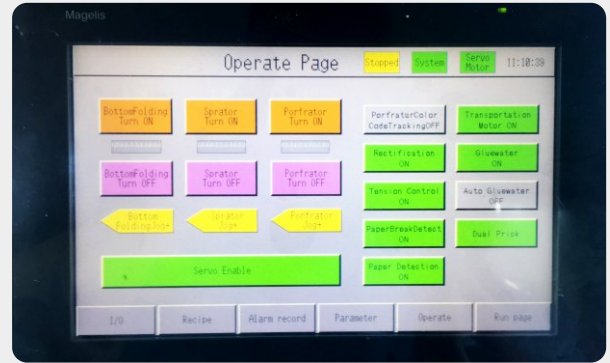 Magelis
Operate Page
Stopped
System
Servo
Motor
11:10:39
BottomFolding
Turn ON
Sprator
Turn ON
Porfrator
Turn ON
PorfratorColor
CodeTrackingOFF
Transportation
Motor ON
Rectification
ON
Gluewater
ON
BottomFolding
Turn OFF
Sprator
Turn OFF
Porfrator
Turn OFF
Tension Control
ON
Auto Gluewater
OFF
Bottom
FoldingJog+
Sprator
Jog+
Porfrator
Jog+
PaperBreakDetect
ON
Dual Prick
Servo Enable
Paper Detection
ON
I/O
Recipe
Alarm record
Parameter
Operate
Run page